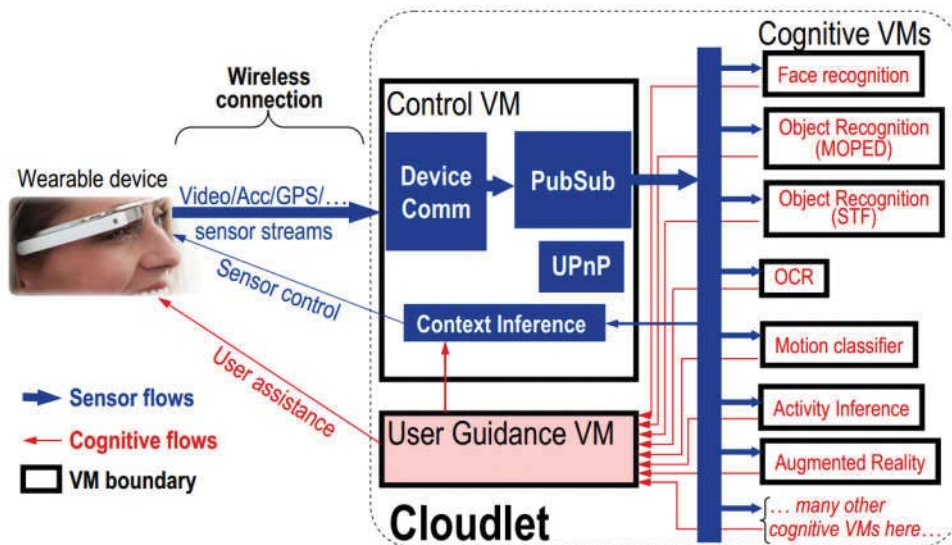 Cognitive VMs
Wireless
connection
Control VM
Face recognition
Object Recognition
(MOPED)
Wearable device
Device
Comm
PubSub
Video/Acc/GPS/...
sensor streams
Object Recognition
(STF)
UPnP
OCR
Sensor control
Context Inference
Motion classifier
User assistance
Sensor flows
Cognitive flows
VM boundary
User Guidance VM
Activity Inference
Augmented Reality
Cloudlet
... many other
cognitive VMs here ...